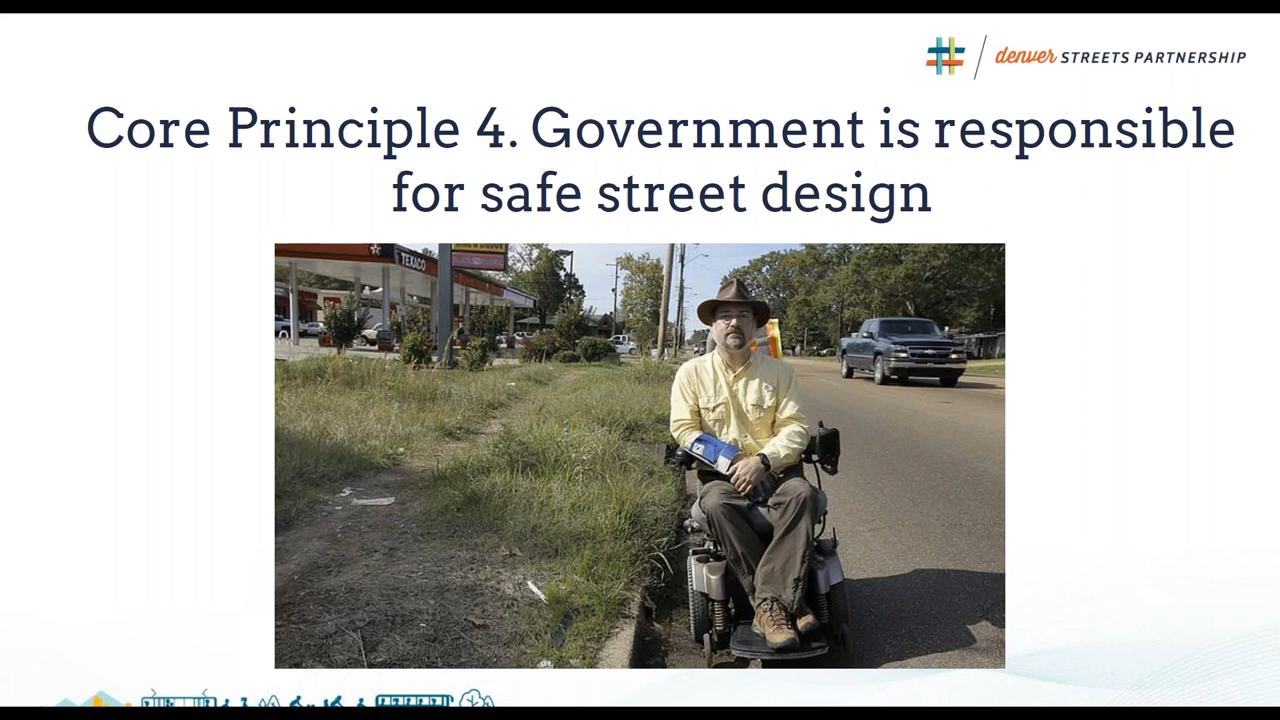 denver STREETS PARTNERSHIP
Core Principle 4. Government is responsible
for safe street design
TEXACO